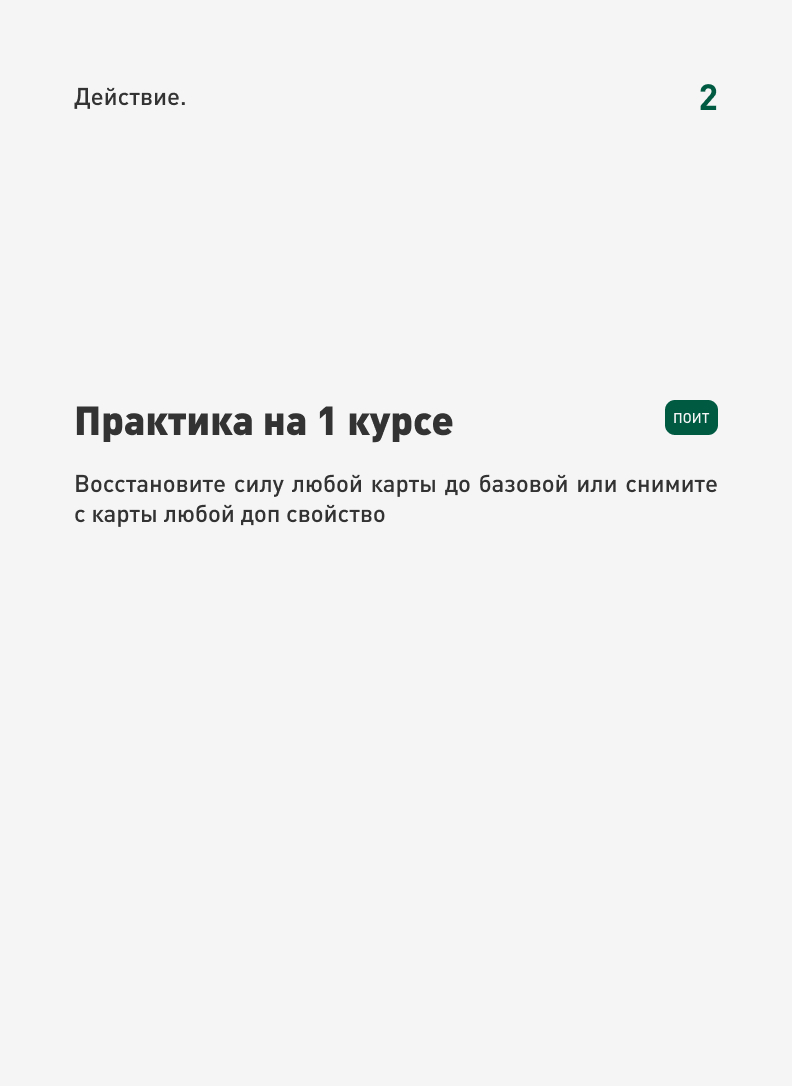 Действие.
2
Практика на 1 курсе
ПОИТ
Восстановите силу любой карты до базовой или снимите
с карты любой доп свойство